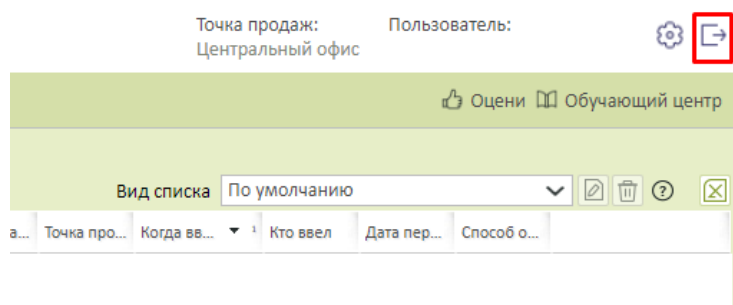 Точка продаж: Пользователь:
Центральный офис
Оцени Обучающий центр
Вид списка По умолчанию ?
а... Точка про... Когда вв... 1 Кто ввел Дата пер... Способ о...